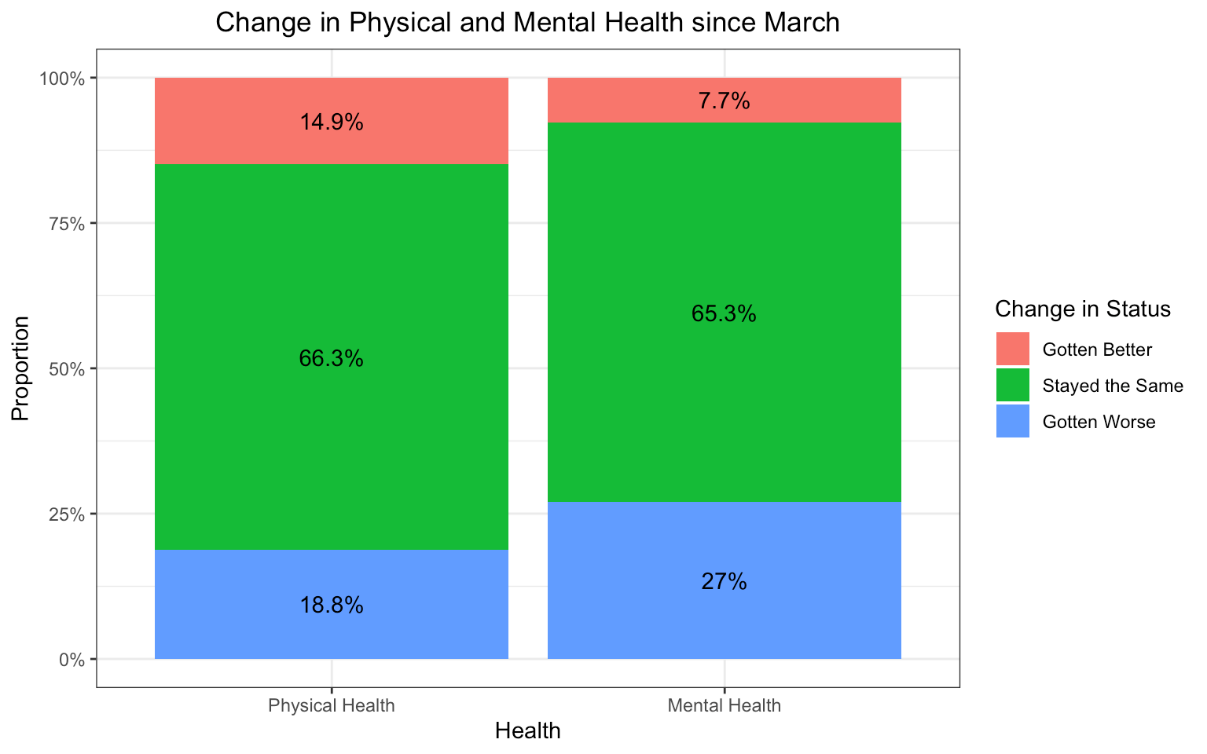 Change in Physical and Mental Health since March
Proportion
100%
75%
50%
25%
0%
14.9%
66.3%
18.8%
7.7%
65.3%
27%
Physical Health
Mental Health
Health
Change in Status
Gotten Better
Stayed the Same
Gotten Worse